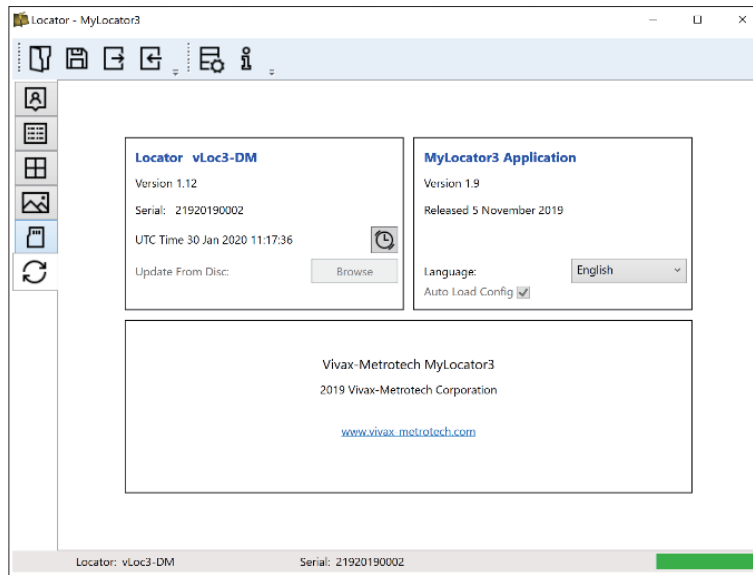 Locator - MyLocator3
Locator vLoc3-DM
Version 1.12
Serial: 21920190002
UTC Time 30 Jan 2020 11:17:36
Update From Disc:
Browse
MyLocator3 Application
Version 1.9
Released 5 November 2019
Language:
English
Auto Load Config
Vivax-Metrotech MyLocator3
2019 Vivax-Metrotech Corporation
www.vivax-metrotech.com
Locator: vLoc3-DM
Serial: 21920190002